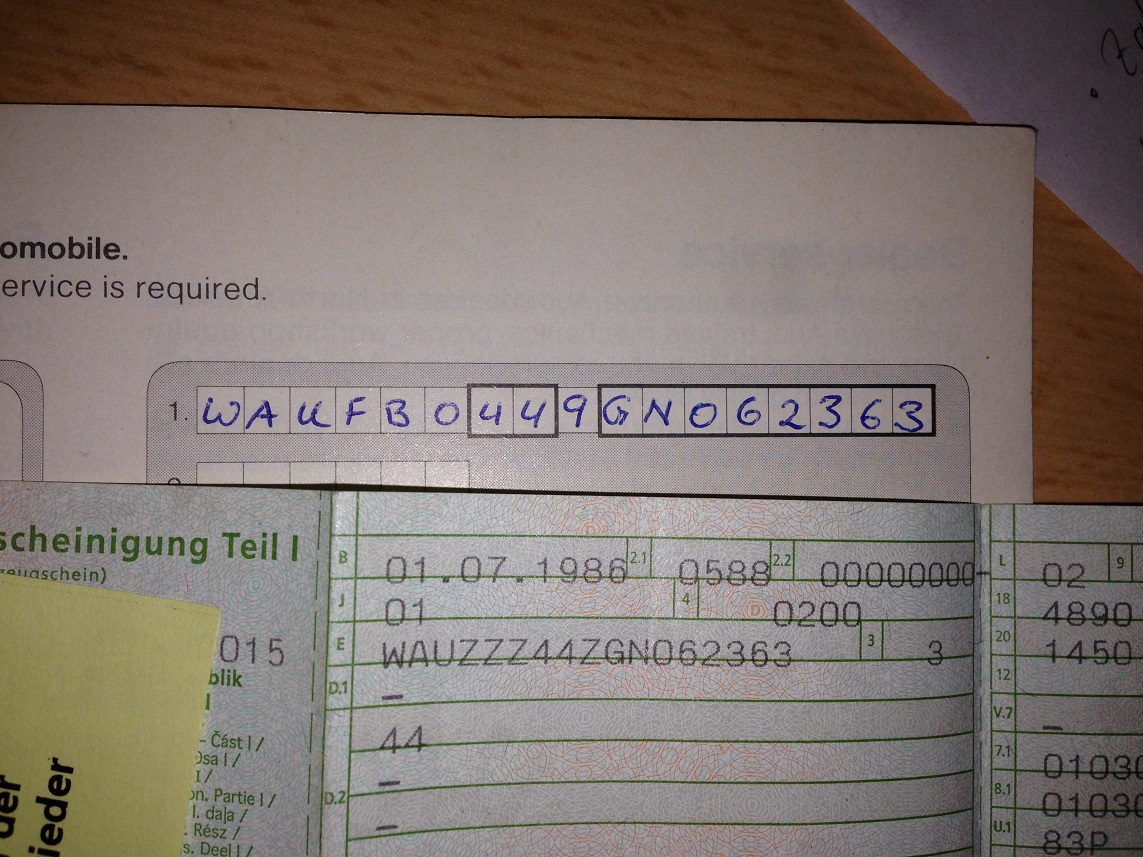 omobile.
ervice is required.
1. WAUFB0449GN062363
scheinigung Teil I
B 01.07.1986 2.1 0588 2.2 00000000- L 02 9
J 01 4 0200 18 4890
E WAUZZZ44ZGN062363 3 3 20 1450
015
blik
D.1 – 12
V.7 –
44
- Část I /
7.1 0103
D.2 – 8.1 0103
on. Partie I /
l. daļa /
– U.1 83P
. Rész /
s. Deel I /
der
ieder